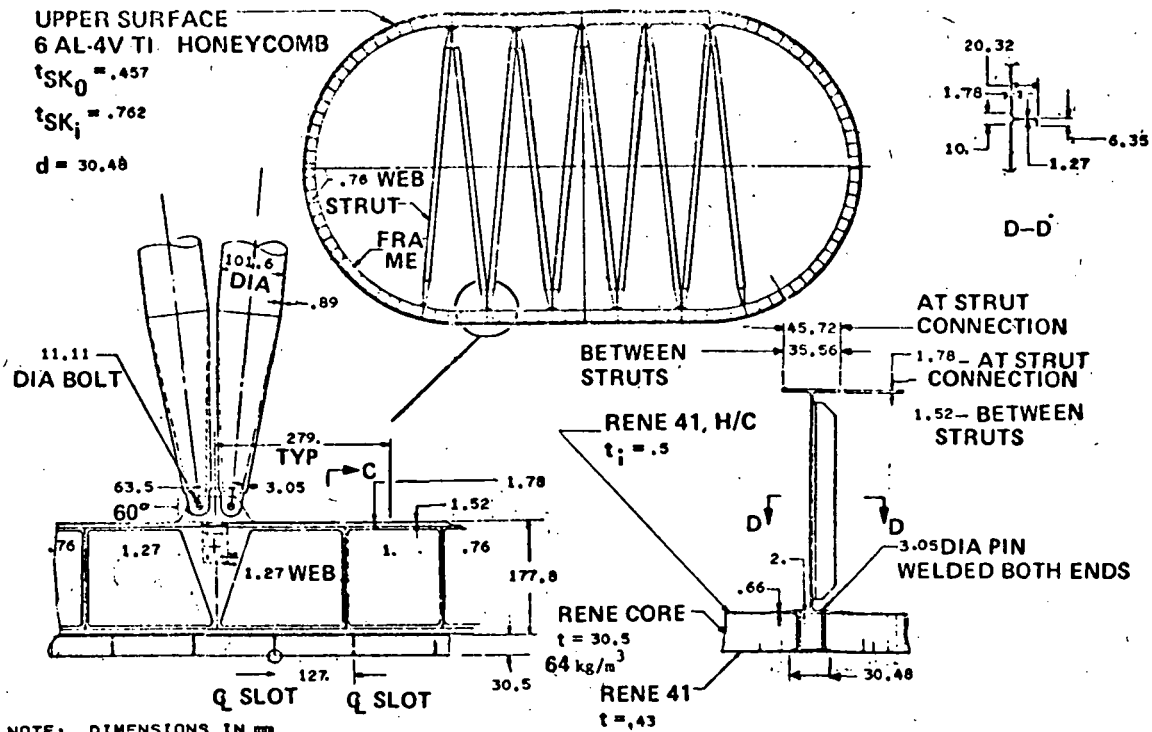 UPPER SURFACE
6 AL-4V TI HONEYCOMB
tSK0 = .457
tSKi = .762
d = 30.48
.76 WEB
STRUT
FRA
ME
20.32
1.78
10.
6.35
1.27
D-D
101.6
DIA
.89
11.11
DIA BOLT
279.
TYP
C
63.5
3.05
60°
1.78
1.52
.76
1.27
1.
.76
1.27 WEB
177.8
127.
30.5
℄ SLOT
℄ SLOT
AT STRUT
CONNECTION
45.72
BETWEEN
STRUTS
35.56
1.78- AT STRUT
CONNECTION
1.52- BETWEEN
STRUTS
RENE 41, H/C
ti = .5
D
D
3.05 DIA PIN
WELDED BOTH ENDS
2.
.66
RENE CORE
t = 30.5
64 kg/m³
RENE 41
t = .43
30.48
NOTE: DIMENSIONS IN mm